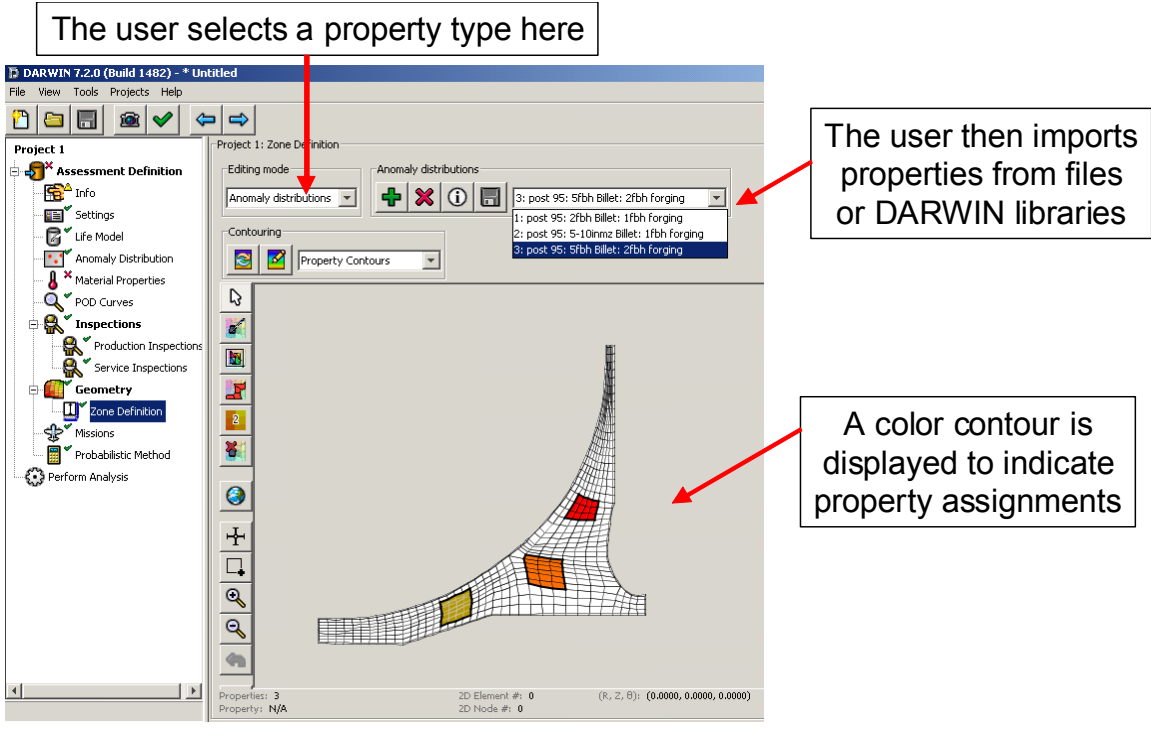 The user selects a property type here
DARWIN 7.2.0 (Build 1482) - * Untitled
File View Tools Projects Help
Project 1
Assessment Definition
Info
Settings
Life Model
Anomaly Distribution
Material Properties
POD Curves
Inspections
Production Inspections
Service Inspections
Geometry
Zone Definition
Missions
Probabilistic Method
Perform Analysis
Project 1: Zone Definition
Editing mode
Anomaly distributions
Anomaly distributions
3: post 95: 5fbh Billet: 2fbh forging
1: post 95: 2fbh Billet: 1fbh forging
2: post 95: 5-10inmz Billet: 1fbh forging
3: post 95: 5fbh Billet: 2fbh forging
Contouring
Property Contours
2
Properties: 3
Property: N/A
2D Element #: 0
2D Node #: 0
(R, Z, θ): (0.0000, 0.0000, 0.0000)
The user then imports
properties from files
or DARWIN libraries
A color contour is
displayed to indicate
property assignments